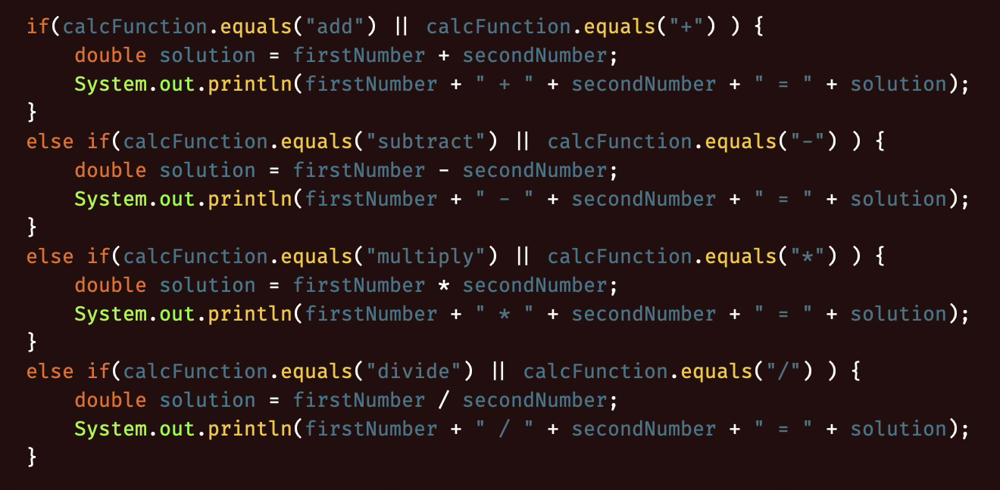 if(calcFunction.equals("add") || calcFunction.equals("+") ) {
    double solution = firstNumber + secondNumber;
    System.out.println(firstNumber + " + " + secondNumber + " = " + solution);
}
else if(calcFunction.equals("subtract") || calcFunction.equals("-") ) {
    double solution = firstNumber - secondNumber;
    System.out.println(firstNumber + " - " + secondNumber + " = " + solution);
}
else if(calcFunction.equals("multiply") || calcFunction.equals("*") ) {
    double solution = firstNumber * secondNumber;
    System.out.println(firstNumber + " * " + secondNumber + " = " + solution);
}
else if(calcFunction.equals("divide") || calcFunction.equals("/") ) {
    double solution = firstNumber / secondNumber;
    System.out.println(firstNumber + " / " + secondNumber + " = " + solution);
}